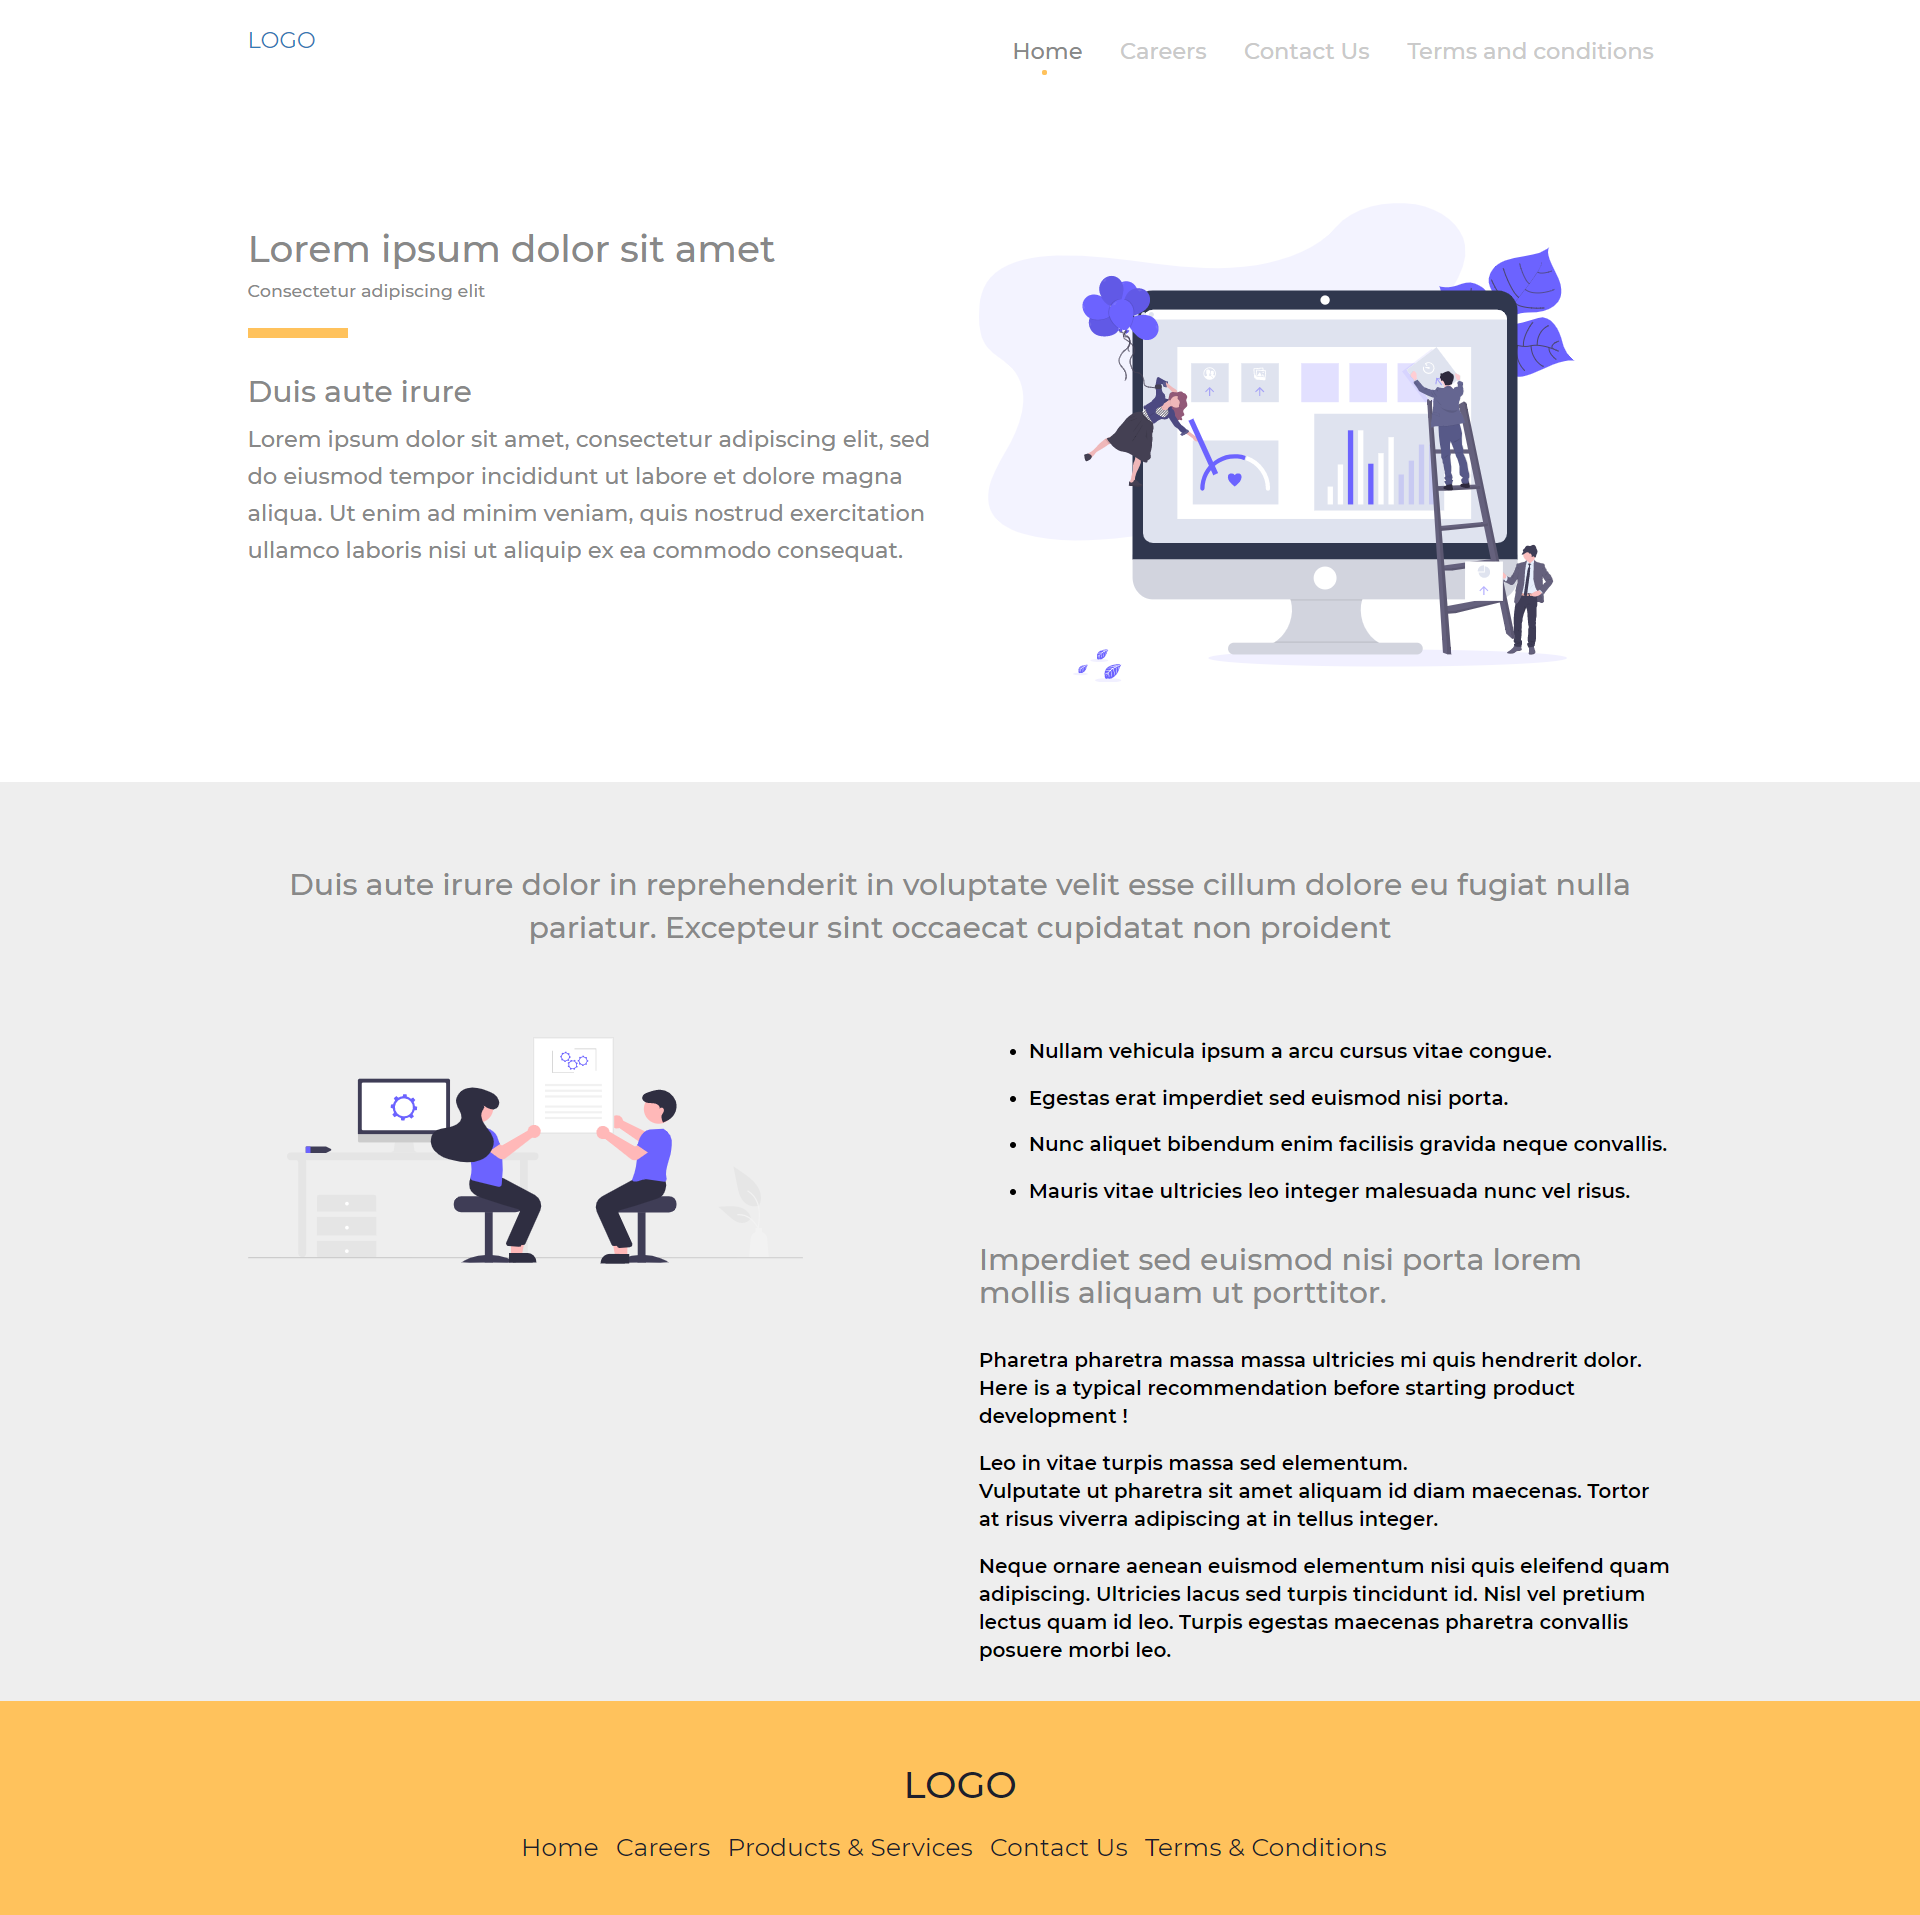 LOGO
Home Careers Contact Us Terms and conditions
Lorem ipsum dolor sit amet
Consectetur adipiscing elit
Duis aute irure
Lorem ipsum dolor sit amet, consectetur adipiscing elit, sed
do eiusmod tempor incididunt ut labore et dolore magna
aliqua. Ut enim ad minim veniam, quis nostrud exercitation
ullamco laboris nisi ut aliquip ex ea commodo consequat.
Duis aute irure dolor in reprehenderit in voluptate velit esse cillum dolore eu fugiat nulla
pariatur. Excepteur sint occaecat cupidatat non proident
• Nullam vehicula ipsum a arcu cursus vitae congue.
• Egestas erat imperdiet sed euismod nisi porta.
• Nunc aliquet bibendum enim facilisis gravida neque convallis.
• Mauris vitae ultricies leo integer malesuada nunc vel risus.
Imperdiet sed euismod nisi porta lorem
mollis aliquam ut porttitor.
Pharetra pharetra massa massa ultricies mi quis hendrerit dolor.
Here is a typical recommendation before starting product
development !
Leo in vitae turpis massa sed elementum.
Vulputate ut pharetra sit amet aliquam id diam maecenas. Tortor
at risus viverra adipiscing at in tellus integer.
Neque ornare aenean euismod elementum nisi quis eleifend quam
adipiscing. Ultricies lacus sed turpis tincidunt id. Nisl vel pretium
lectus quam id leo. Turpis egestas maecenas pharetra convallis
posuere morbi leo.
LOGO
Home Careers Products & Services Contact Us Terms & Conditions